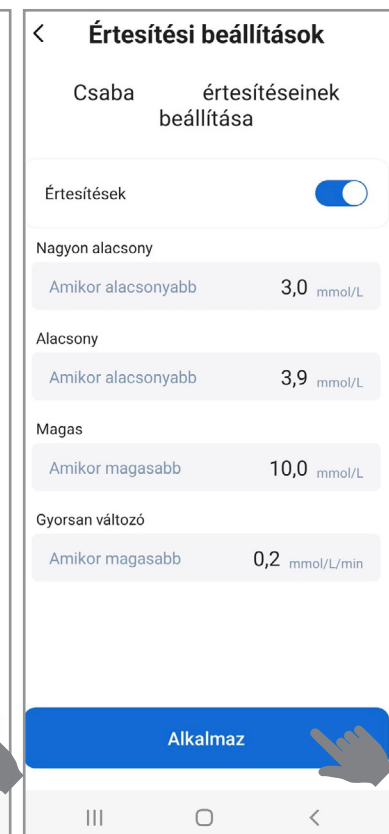 Értesítési beállítások
Csaba értesítéseinek
beállítása
Értesítések
Nagyon alacsony
Amikor alacsonyabb 3,0 mmol/L
Alacsony
Amikor alacsonyabb 3,9 mmol/L
Magas
Amikor magasabb 10,0 mmol/L
Gyorsan változó
Amikor magasabb 0,2 mmol/L/min
Alkalmaz